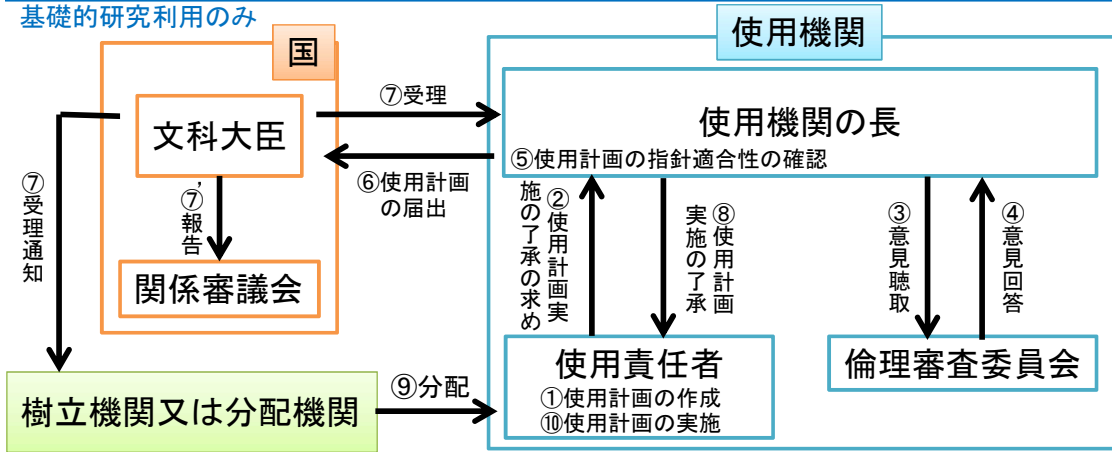 基礎的研究利用のみ
国
使用機関
文科大臣
⑦受理
使用機関の長
⑤使用計画の指針適合性の確認
⑥使用計画
の届出
⑦受理通知
⑦’報告
関係審議会
②使用計画実
施の了承の求め
⑧使用計画
実施の了承
③意見聴取
④意見回答
使用責任者
①使用計画の作成
⑩使用計画の実施
倫理審査委員会
樹立機関又は分配機関
⑨分配